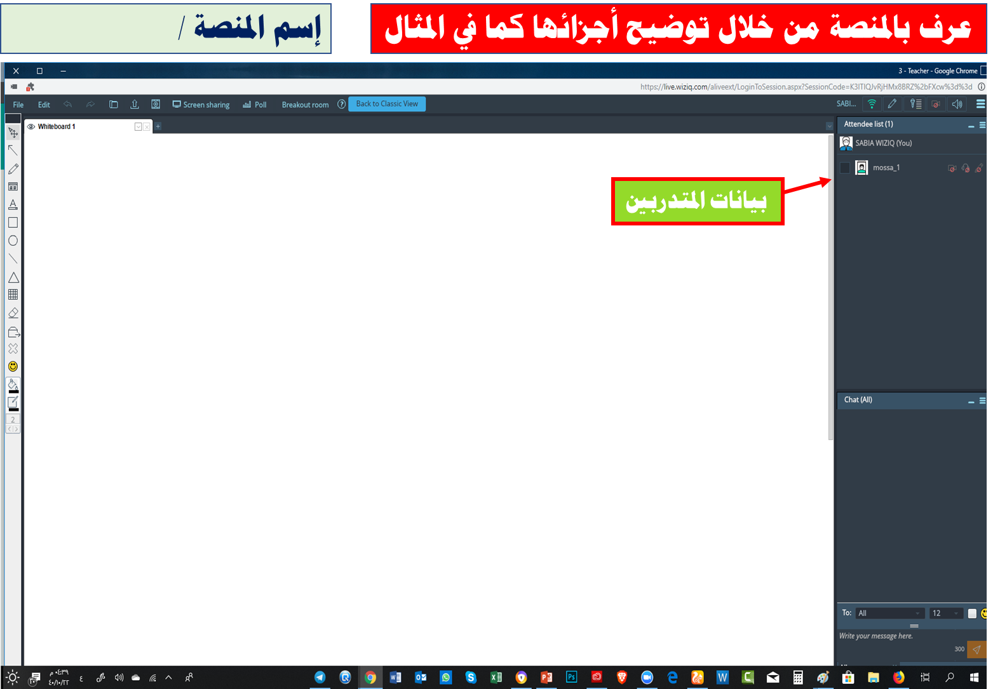 عرف بالمنصة من خلال توضيح أجزائها كما في المثال
إسم المنصة /
3 - Teacher - Google Chrome
https://live.wiziq.com/aliveext/LoginToSession.aspx?SessionCode=K3ITIQJvRjHMx8BRZ%2bFXcw%3d%3d
File Edit Screen sharing Poll Breakout room Back to Classic View SABI...
Whiteboard 1
Attendee list (1)
SABIA WIZIQ (You)
mossa_1
بيانات المتدربين
2
Chat (All)
To: All 12
Write your message here.
300
٠٤:٣٩ م
٤٠/١٠/٢٢
ع